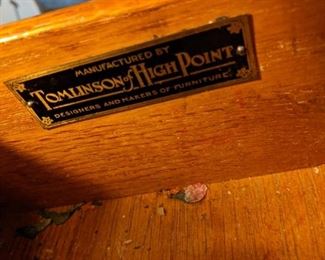 MANUFACTURED BY
TOMLINSON of HIGH POINT
DESIGNERS AND MAKERS OF FURNITURE